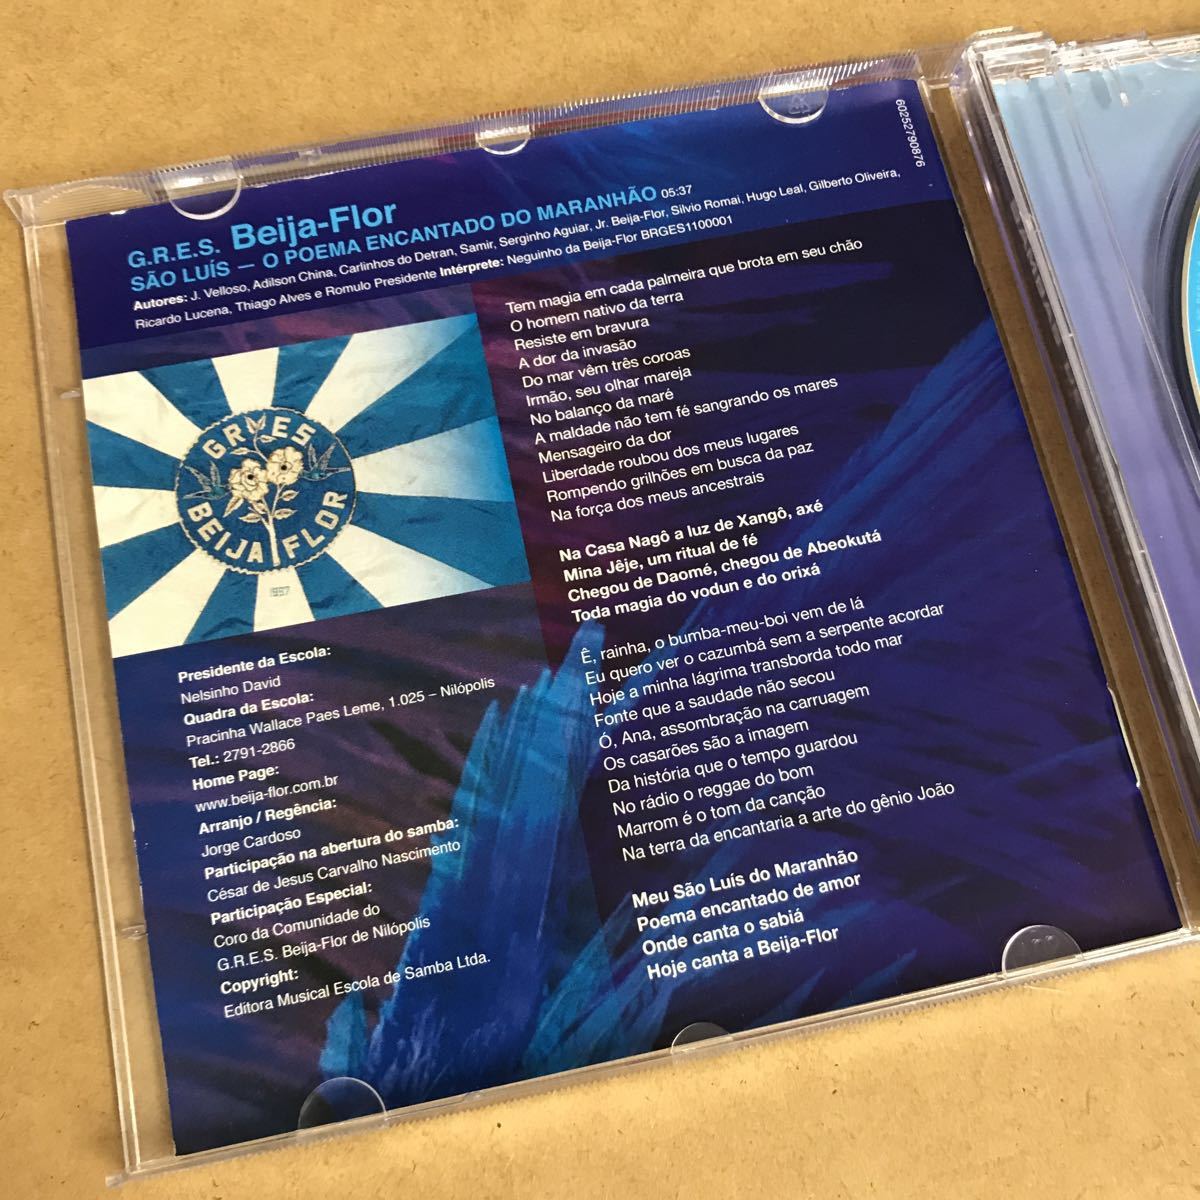 60252790876
G.R.E.S. Beija-Flor
SÃO LUÍS – O POEMA ENCANTADO DO MARANHÃO 05:37
Autores: J. Velloso, Adilson China, Carlinhos do Detran, Samir, Serginho Aguiar, Jr. Beija-Flor, Silvio Romai, Hugo Leal, Gilberto Oliveira,
Ricardo Lucena, Thiago Alves e Romulo Presidente Intérprete: Neguinho da Beija-Flor BRGES1100001
GRES
BEIJA FLOR
1957
Presidente da Escola:
Nelsinho David
Quadra da Escola:
Pracinha Wallace Paes Leme, 1.025 – Nilópolis
Tel.: 2791-2866
Home Page:
www.beija-flor.com.br
Arranjo / Regência:
Jorge Cardoso
Participação na abertura do samba:
César de Jesus Carvalho Nascimento
Participação Especial:
Coro da Comunidade do
G.R.E.S. Beija-Flor de Nilópolis
Copyright:
Editora Musical Escola de Samba Ltda.
Tem magia em cada palmeira que brota em seu chão
O homem nativo da terra
Resiste em bravura
A dor da invasão
Do mar vêm três coroas
Irmão, seu olhar mareja
No balanço da maré
A maldade não tem fé sangrando os mares
Mensageiro da dor
Liberdade roubou dos meus lugares
Rompendo grilhões em busca da paz
Na força dos meus ancestrais
Na Casa Nagô a luz de Xangô, axé
Mina Jêje, um ritual de fé
Chegou de Daomé, chegou de Abeokutá
Toda magia do vodun e do orixá
Ê, rainha, o bumba-meu-boi vem de lá
Eu quero ver o cazumbá sem a serpente acordar
Hoje a minha lágrima transborda todo mar
Fonte que a saudade não secou
Ó, Ana, assombração na carruagem
Os casarões são a imagem
Da história que o tempo guardou
No rádio o reggae do bom
Marrom é o tom da canção
Na terra da encantaria a arte do gênio João
Meu São Luís do Maranhão
Poema encantado de amor
Onde canta o sabiá
Hoje canta a Beija-Flor